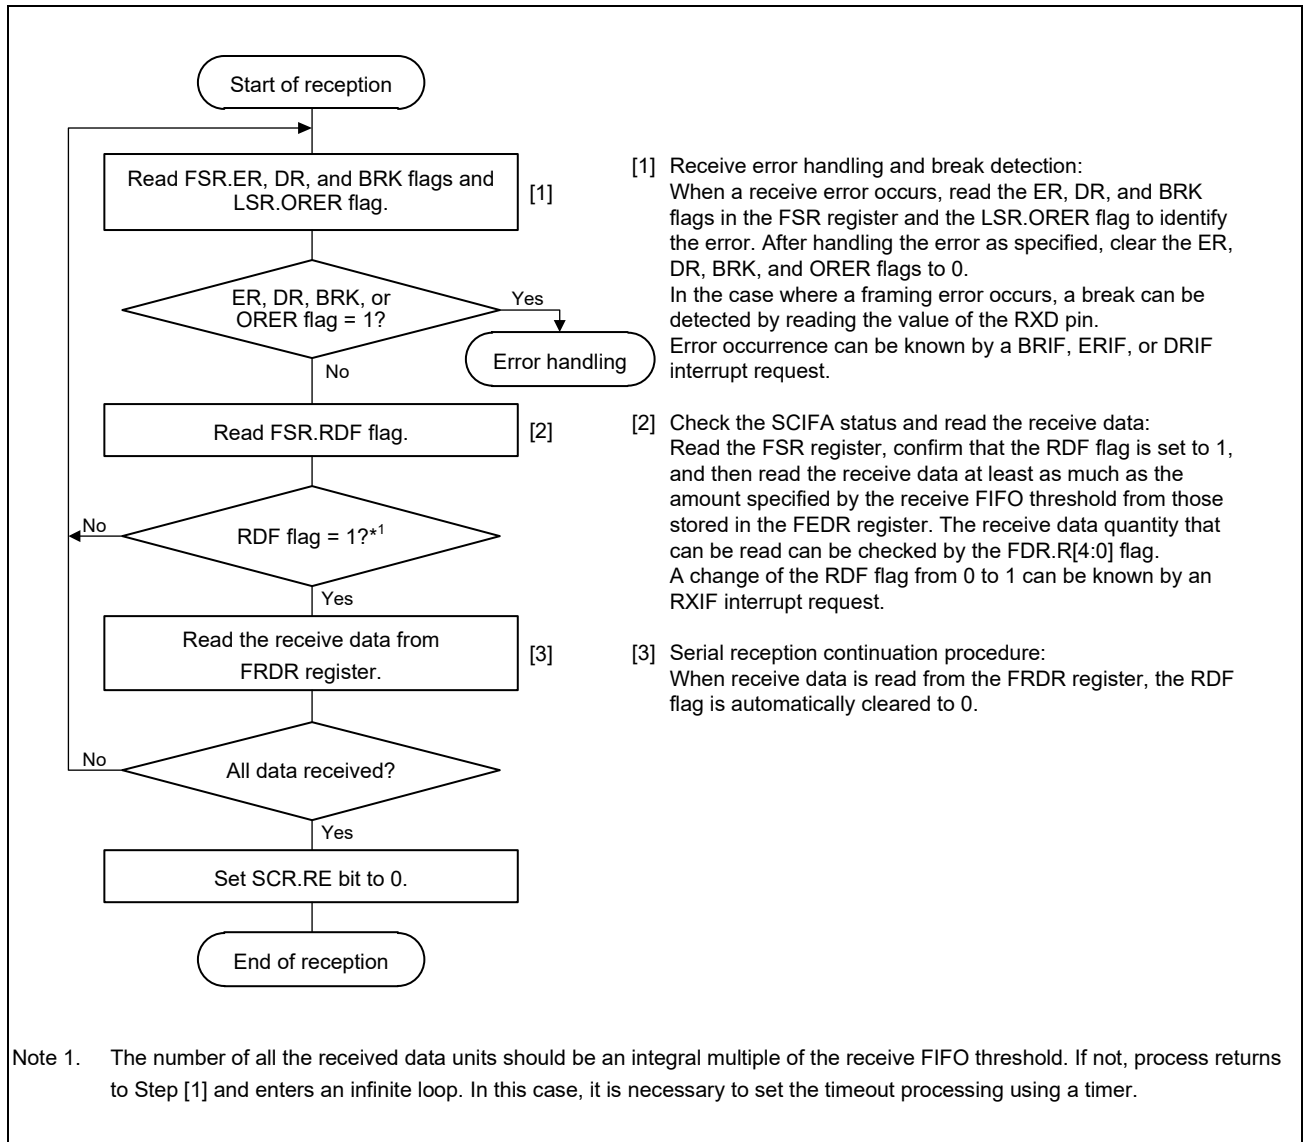 Start of reception
Read FSR.ER, DR, and BRK flags and
LSR.ORER flag.
[1]
ER, DR, BRK, or
ORER flag = 1?
Yes
Error handling
No
Read FSR.RDF flag.
[2]
No
RDF flag = 1?*1
Yes
Read the receive data from
FRDR register.
[3]
No
All data received?
Yes
Set SCR.RE bit to 0.
End of reception
[1] Receive error handling and break detection:
When a receive error occurs, read the ER, DR, and BRK
flags in the FSR register and the LSR.ORER flag to identify
the error. After handling the error as specified, clear the ER,
DR, BRK, and ORER flags to 0.
In the case where a framing error occurs, a break can be
detected by reading the value of the RXD pin.
Error occurrence can be known by a BRIF, ERIF, or DRIF
interrupt request.
[2] Check the SCIFA status and read the receive data:
Read the FSR register, confirm that the RDF flag is set to 1,
and then read the receive data at least as much as the
amount specified by the receive FIFO threshold from those
stored in the FEDR register. The receive data quantity that
can be read can be checked by the FDR.R[4:0] flag.
A change of the RDF flag from 0 to 1 can be known by an
RXIF interrupt request.
[3] Serial reception continuation procedure:
When receive data is read from the FRDR register, the RDF
flag is automatically cleared to 0.
Note 1. The number of all the received data units should be an integral multiple of the receive FIFO threshold. If not, process returns
to Step [1] and enters an infinite loop. In this case, it is necessary to set the timeout processing using a timer.